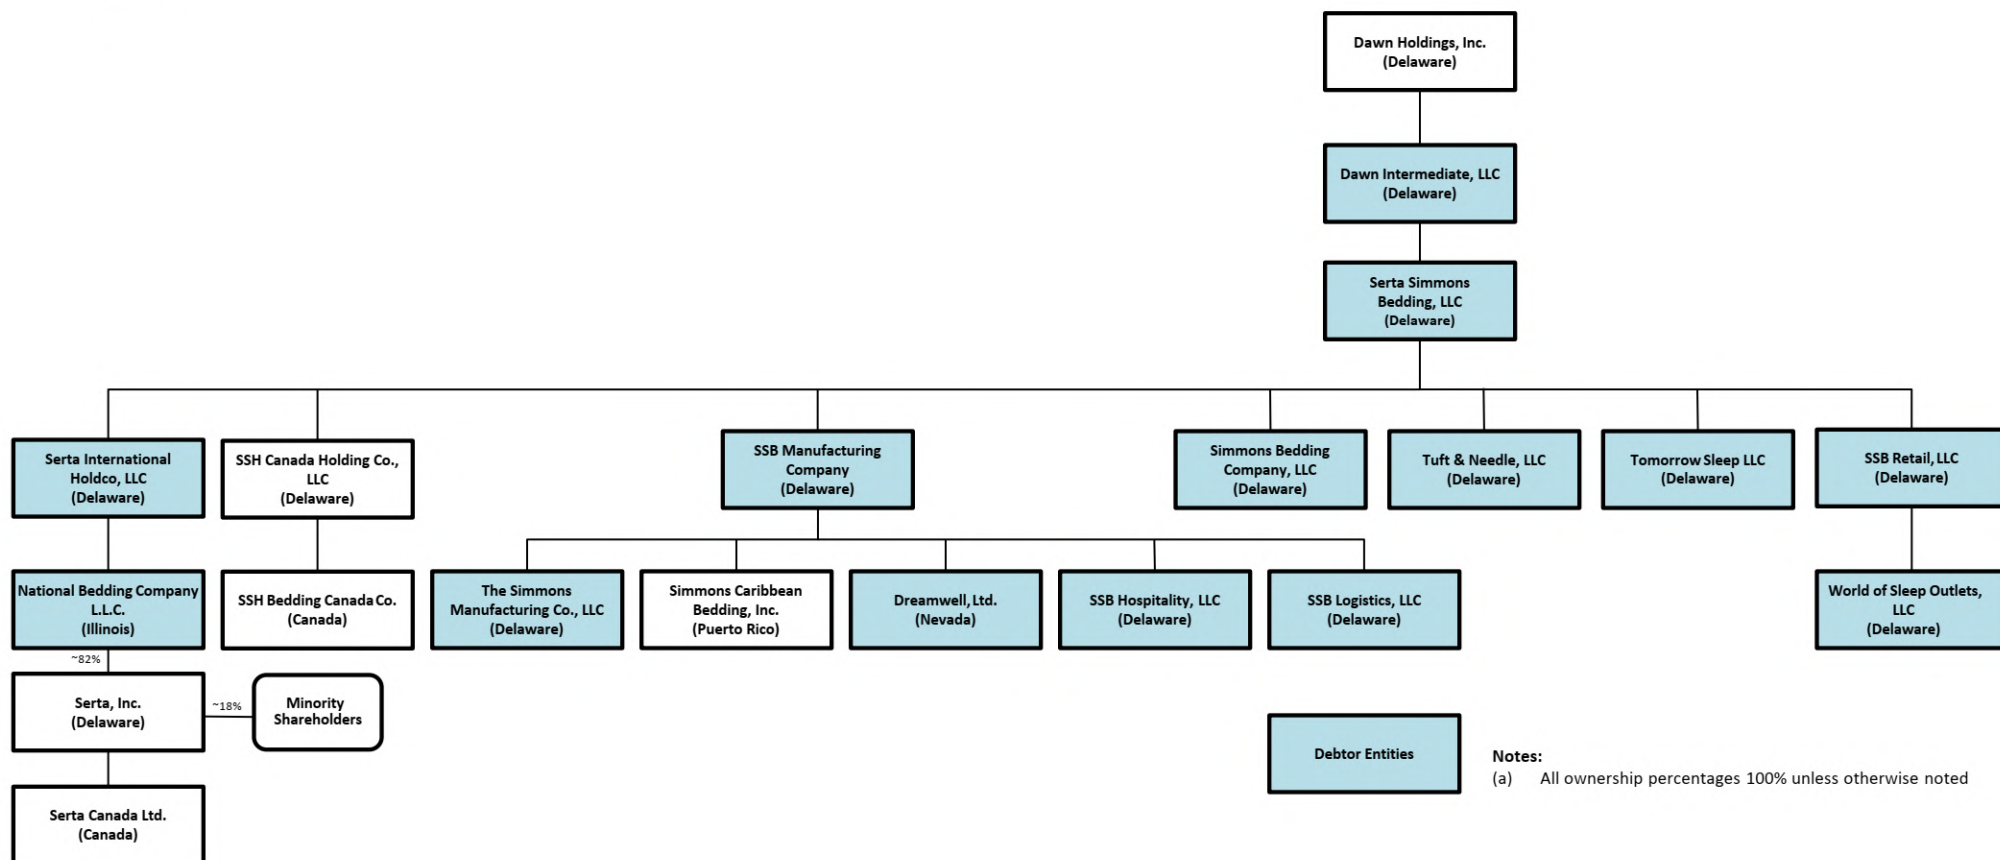 Dawn Holdings, Inc.
(Delaware)
Dawn Intermediate, LLC
(Delaware)
Serta Simmons
Bedding, LLC
(Delaware)
Serta International
Holdco, LLC
(Delaware)
SSH Canada Holding Co.,
LLC
(Delaware)
SSB Manufacturing
Company
(Delaware)
Simmons Bedding
Company, LLC
(Delaware)
Tuft & Needle, LLC
(Delaware)
Tomorrow Sleep LLC
(Delaware)
SSB Retail, LLC
(Delaware)
National Bedding Company
L.L.C.
(Illinois)
SSH Bedding Canada Co.
(Canada)
The Simmons
Manufacturing Co., LLC
(Delaware)
Simmons Caribbean
Bedding, Inc.
(Puerto Rico)
Dreamwell, Ltd.
(Nevada)
SSB Hospitality, LLC
(Delaware)
SSB Logistics, LLC
(Delaware)
World of Sleep Outlets,
LLC
(Delaware)
~82%
Serta, Inc.
(Delaware)
~18%
Minority
Shareholders
Serta Canada Ltd.
(Canada)
Debtor Entities
Notes:
(a) All ownership percentages 100% unless otherwise noted